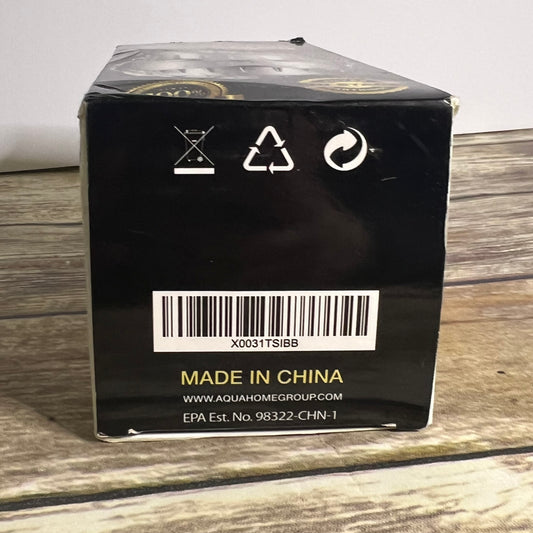 X0031TSIBB
MADE IN CHINA
WWW.AQUAHOMEGROUP.COM
EPA Est. No. 98322-CHN-1